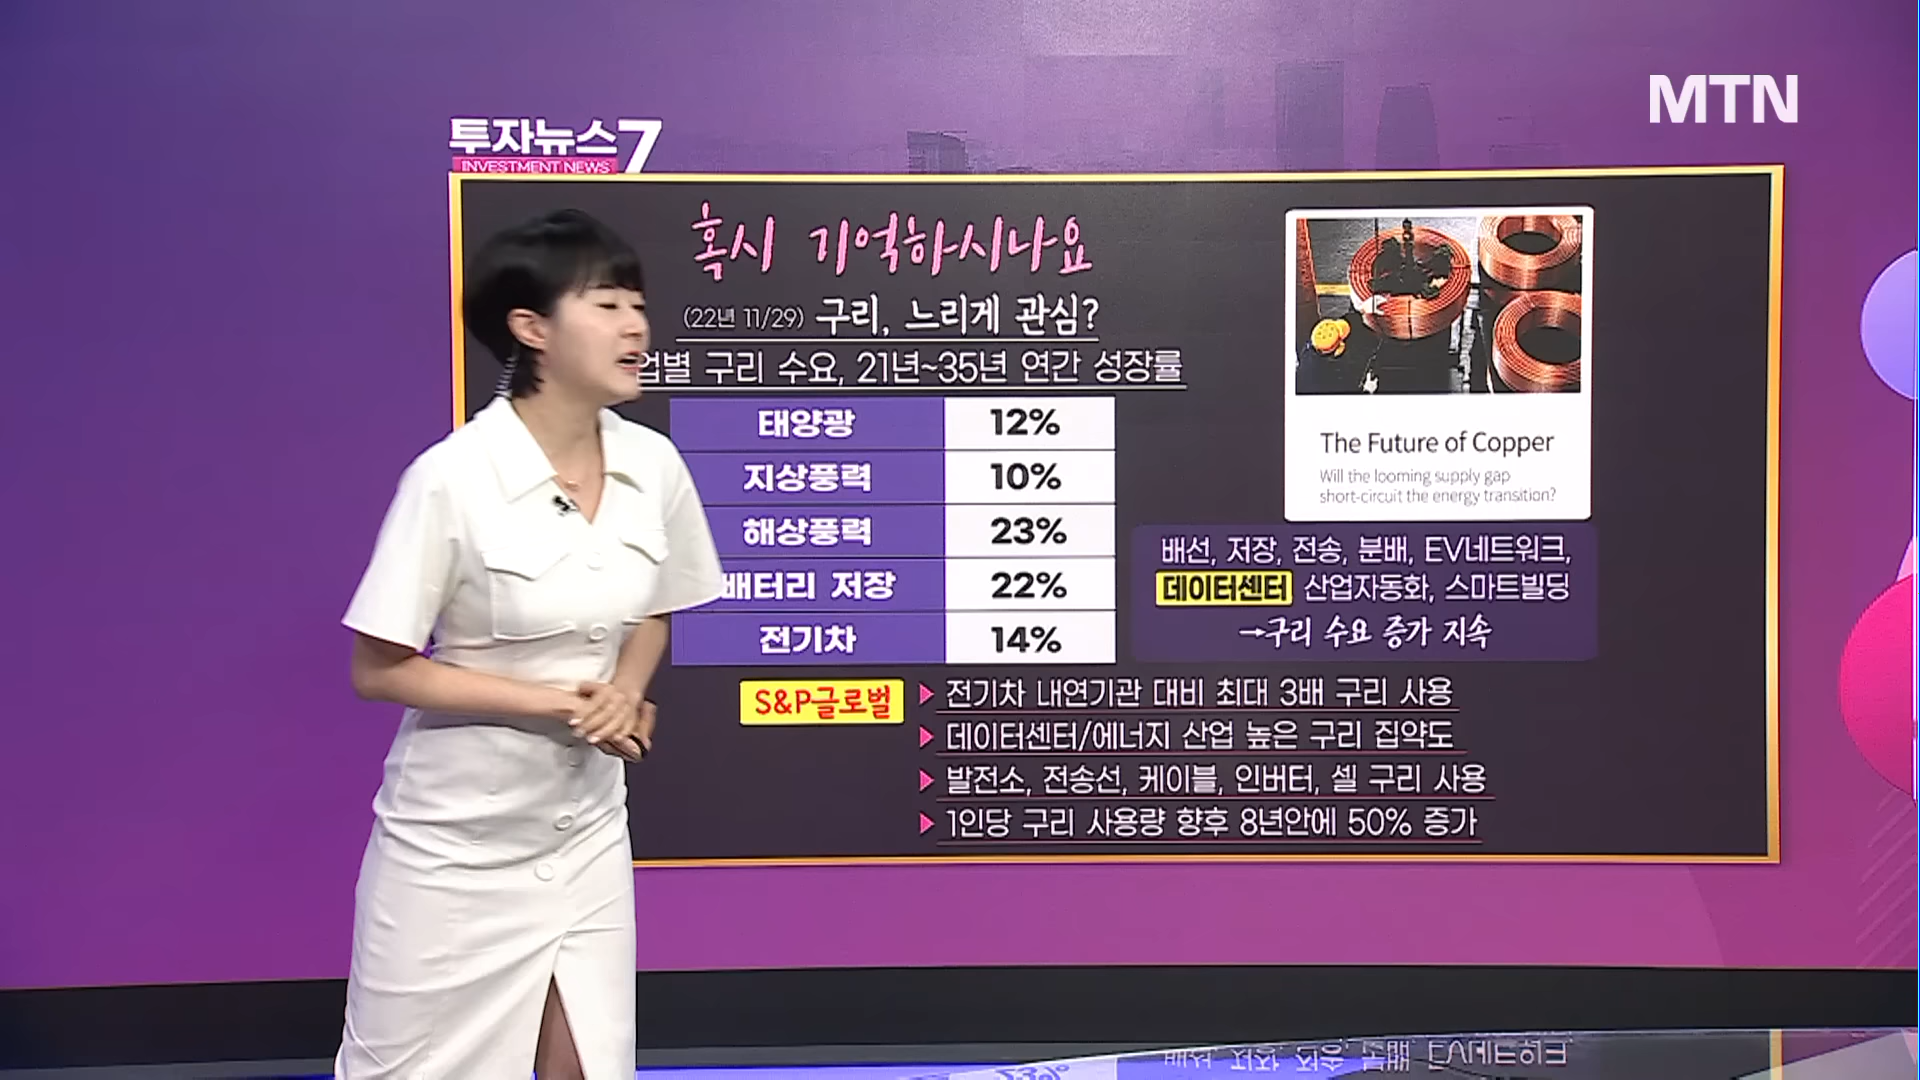 MTN
투자뉴스7
INVESTMENT NEWS
혹시 기억하시나요
(22년 11/29) 구리, 느리게 관심?
업별 구리 수요, 21년~35년 연간 성장률
태양광 12%
지상풍력 10%
해상풍력 23%
배터리 저장 22%
전기차 14%
The Future of Copper
Will the looming supply gap
short-circuit the energy transition?
배선, 저장, 전송, 분배, EV네트워크,
데이터센터 산업자동화, 스마트빌딩
→구리 수요 증가 지속
S&P글로벌
▶ 전기차 내연기관 대비 최대 3배 구리 사용
▶ 데이터센터/에너지 산업 높은 구리 집약도
▶ 발전소, 전송선, 케이블, 인버터, 셀 구리 사용
▶ 1인당 구리 사용량 향후 8년안에 50% 증가